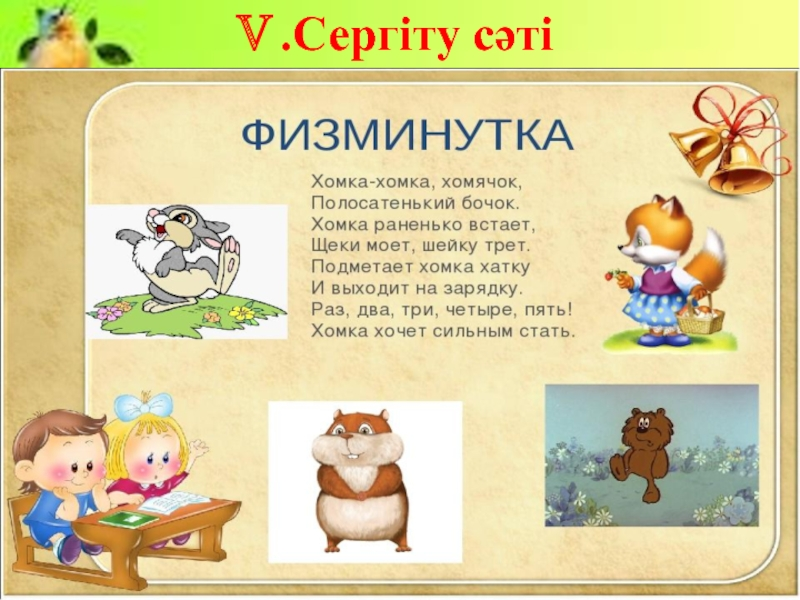 V .Сергіту сәті
ФИЗМИНУТКА
Хомка-хомка, хомячок,
Полосатенький бочок.
Хомка раненько встает,
Щеки моет, шейку трет.
Подметает хомка хатку
И выходит на зарядку.
Раз, два, три, четыре, пять!
Хомка хочет сильным стать.